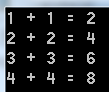 1 + 1 = 2
2 + 2 = 4
3 + 3 = 6
4 + 4 = 8